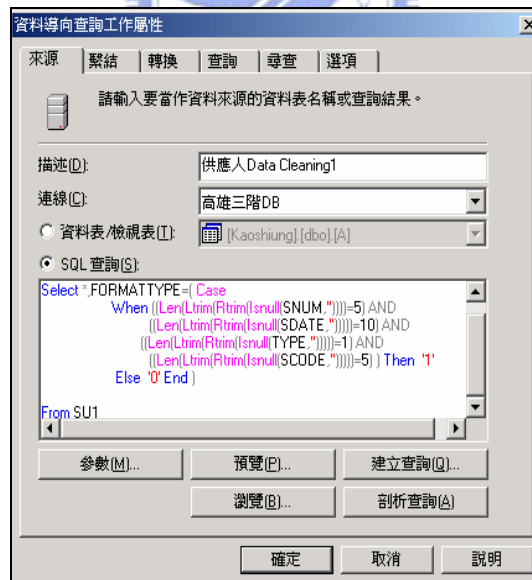 資料導向查詢工作屬性
來源 繫結 轉換 查詢 尋查 選項
請輸入要當作資料來源的資料表名稱或查詢結果。
描述(D): 供應人Data Cleaning1
連線(C): 高雄三階DB
資料表/檢視表(T): [Kaoshiung].[dbo].[A]
SQL 查詢(S):
Select *,FORMATTYPE=( Case
When ((Len(Ltrim(Rtrim(Isnull(SNUM,''))))=5) AND
((Len(Ltrim(Rtrim(Isnull(SDATE,'')))))=10) AND
((Len(Ltrim(Rtrim(Isnull(TYPE,'')))))=1) AND
((Len(Ltrim(Rtrim(Isnull(SCODE,'')))))=5) ) Then '1'
Else '0' End )
From SU1
參數(M)... 預覽(P)... 建立查詢(Q)...
瀏覽(B)... 剖析查詢(A)
確定 取消 說明